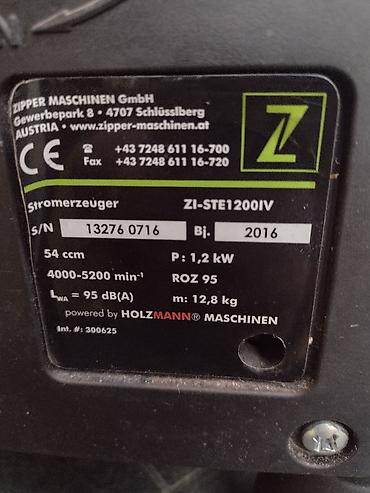 ZIPPER MASCHINEN GmbH
Gewerbepark 8 • 4707 Schlüsslberg
AUSTRIA • www.zipper-maschinen.at
CE ☎ +43 7248 611 16-700
Fax +43 7248 611 16-720
Z
Stromerzeuger ZI-STE1200IV
S/N 13276 0716 Bj. 2016
54 ccm P : 1,2 kW
4000-5200 min⁻¹ ROZ 95
LWA = 95 dB(A) m: 12,8 kg
powered by HOLZMANN® MASCHINEN
Int. #: 300625